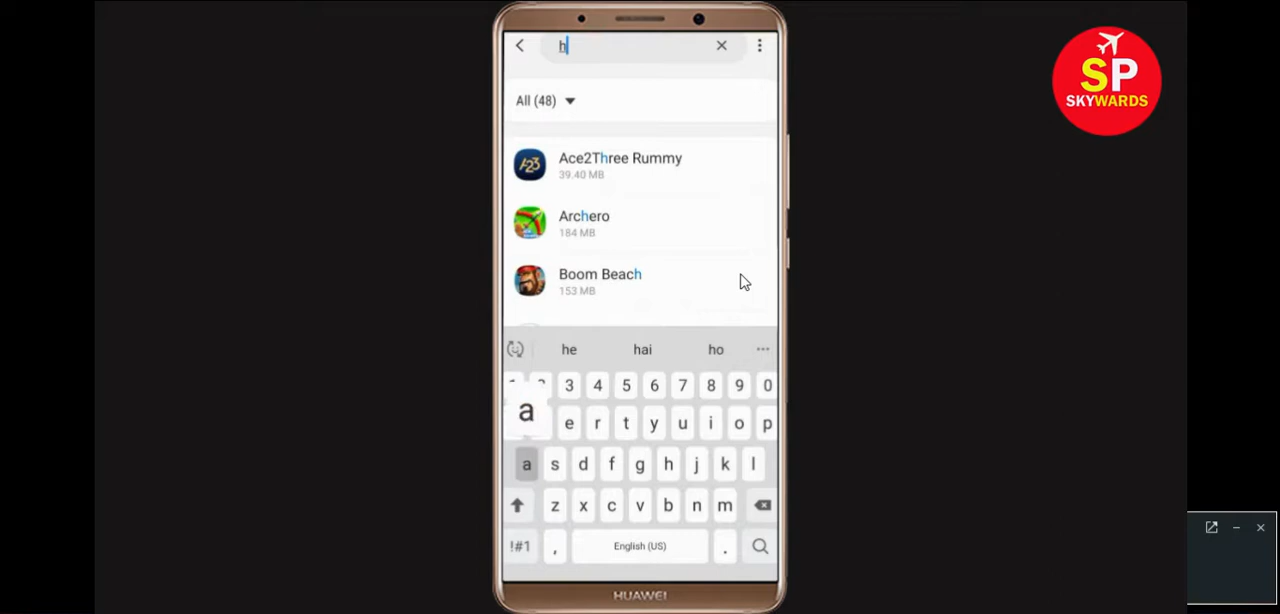 h
SP
SKYWARDS
All (48)
A23
Ace2Three Rummy
39.40 MB
Archero
184 MB
Boom Beach
153 MB
he hai ho ...
3 4 5 6 7 8 9 0
a e r t y u i o p
a s d f g h j k l
z x c v b n m
!#1 , English (US) .
HUAWEI